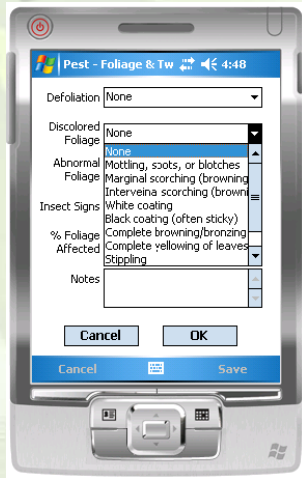 Pest - Foliage & Tw 4:48
Defoliation None
Discolored Foliage None
None
Mottling, spots, or blotches
Abnormal Foliage
Marginal scorching (browning
Interveina scorching (browni
Insect Signs
White coating
Black coating (often sticky)
% Foliage Affected
Complete browning/bronzing
Complete yellowing of leaves
Stippling
Notes
Cancel OK
Cancel Save